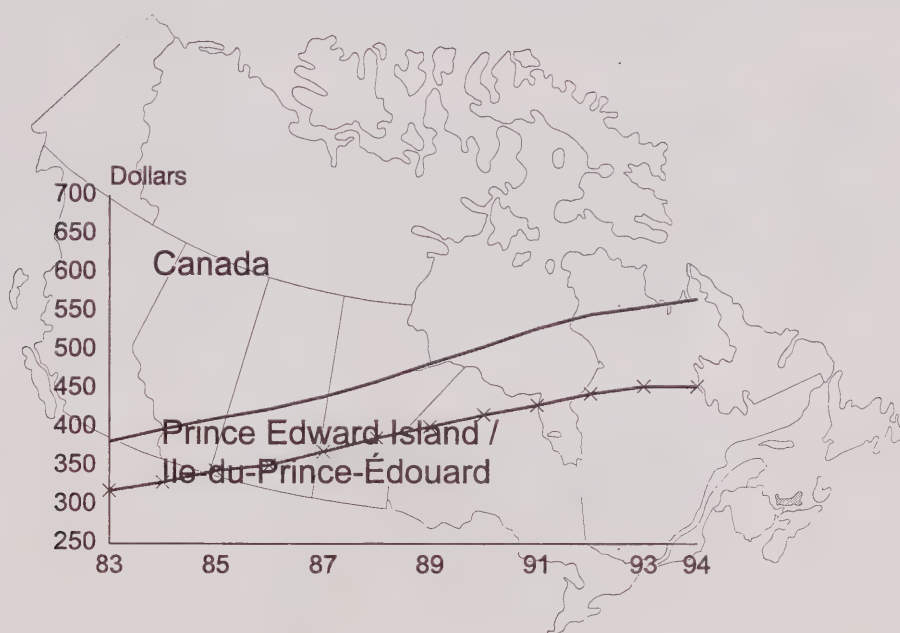 Dollars
700
650
600
Canada
550
500
450
400
Prince Edward Island /
350
Ile-du-Prince-Édouard
300
250
83 85 87 89 91 93 94